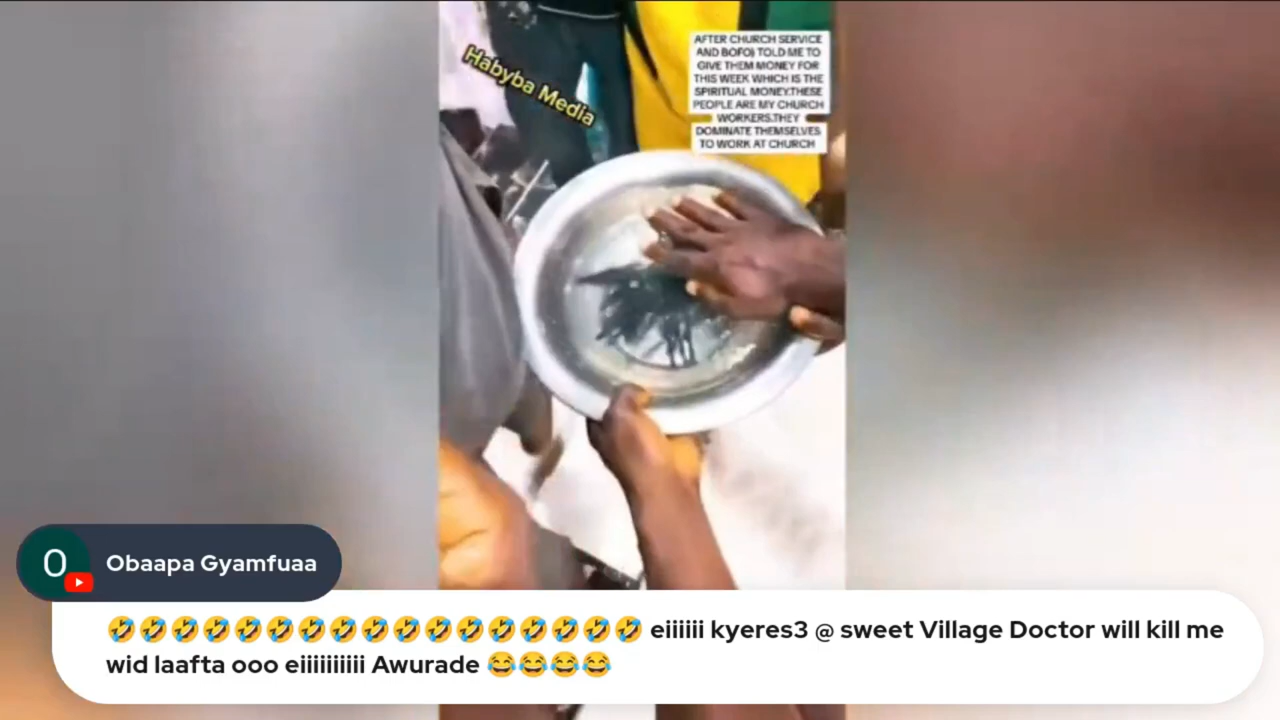 Habyba Media
AFTER CHURCH SERVICE
AND BOFO) TOLD ME TO
GIVE THEM MONEY FOR
THIS WEEK WHICH IS THE
SPIRITUAL MONEY.THESE
PEOPLE ARE MY CHURCH
WORKERS.THEY
DOMINATE THEMSELVES
TO WORK AT CHURCH
O
Obaapa Gyamfuaa
🤣🤣🤣🤣🤣🤣🤣🤣🤣🤣🤣🤣🤣🤣🤣🤣🤣 eiiiiii kyeres3 @ sweet Village Doctor will kill me
wid laafta ooo eiiiiiiiiii Awurade 😂😂😂😂